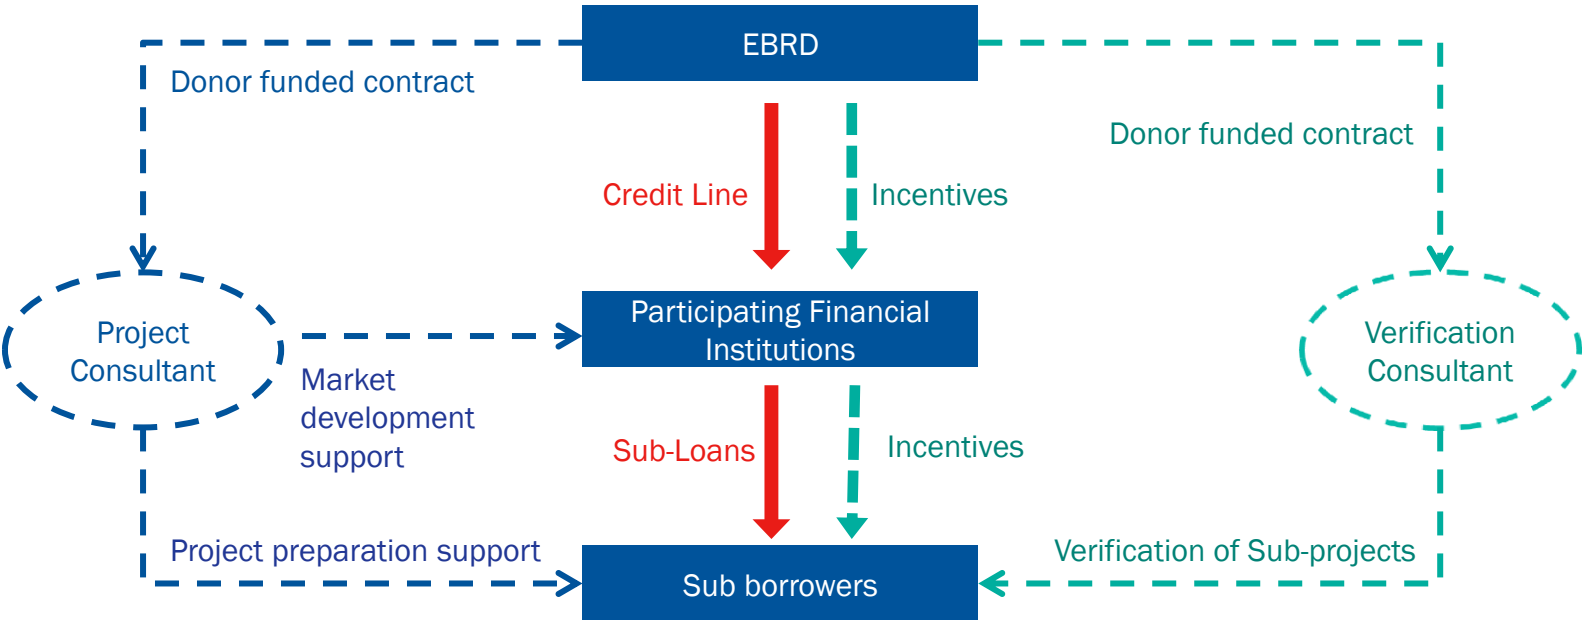 EBRD
Donor funded contract
Donor funded contract
Credit Line
Incentives
Participating Financial
Institutions
Project
Consultant
Verification
Consultant
Market
development
support
Sub-Loans
Incentives
Project preparation support
Verification of Sub-projects
Sub borrowers